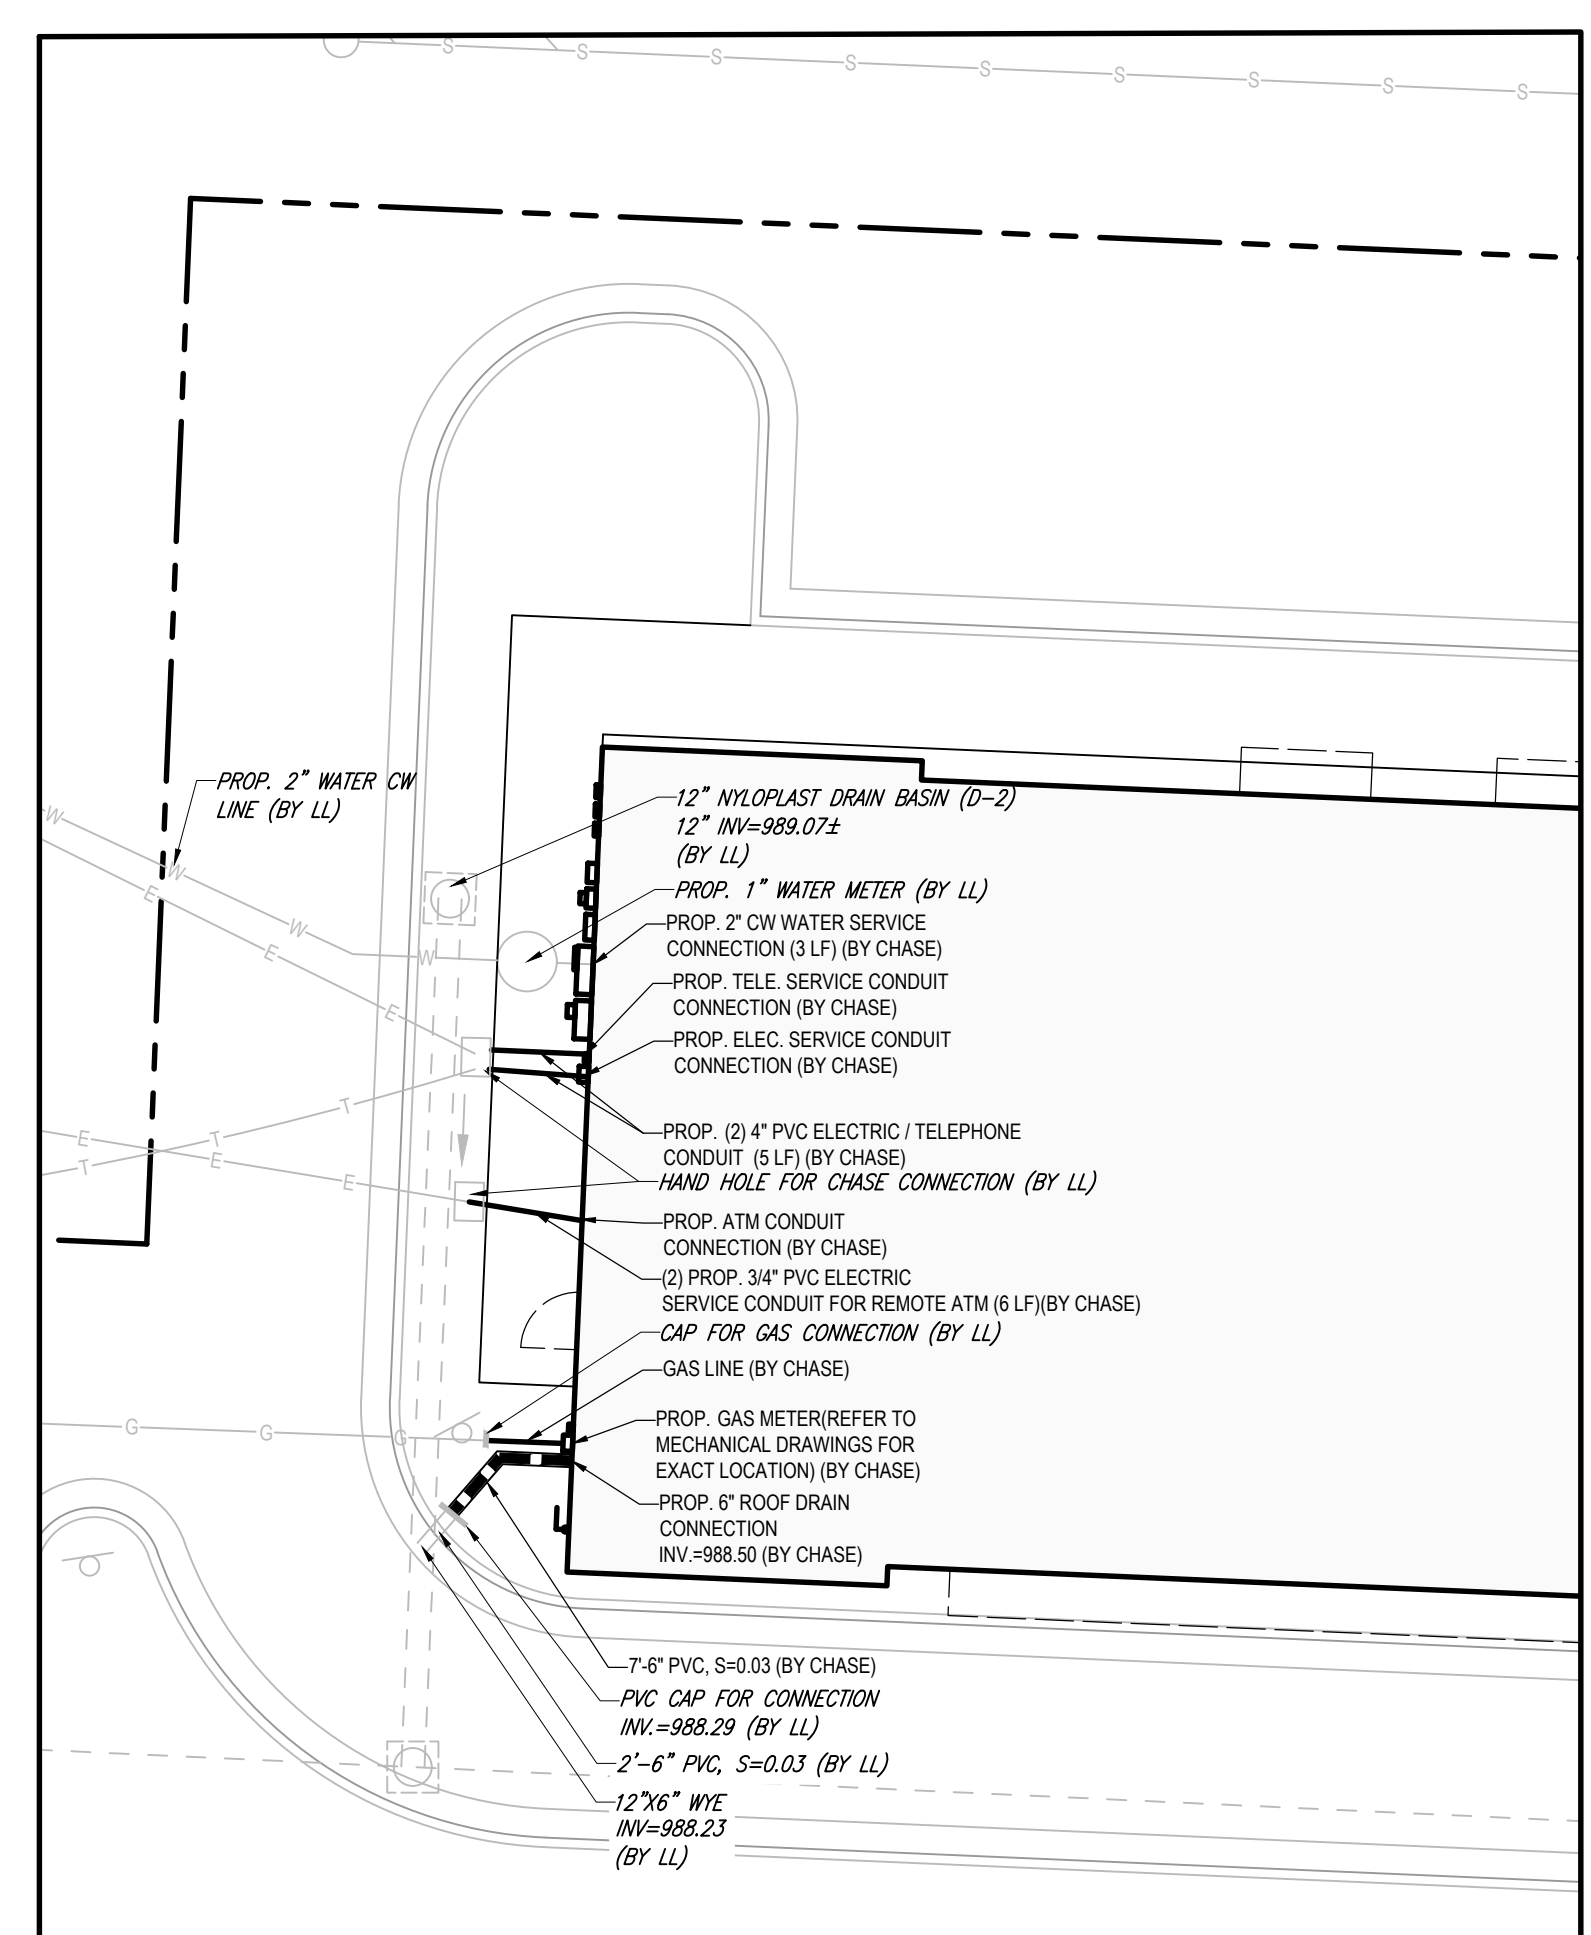 S S S S S S S S S
PROP. 2" WATER CW
LINE (BY LL)
12" NYLOPLAST DRAIN BASIN (D-2)
12" INV=989.07±
(BY LL)
PROP. 1" WATER METER (BY LL)
PROP. 2" CW WATER SERVICE
CONNECTION (3 LF) (BY CHASE)
PROP. TELE. SERVICE CONDUIT
CONNECTION (BY CHASE)
PROP. ELEC. SERVICE CONDUIT
CONNECTION (BY CHASE)
W W W W
E E E
PROP. (2) 4" PVC ELECTRIC / TELEPHONE
CONDUIT (5 LF) (BY CHASE)
HAND HOLE FOR CHASE CONNECTION (BY LL)
T T T
E E E
PROP. ATM CONDUIT
CONNECTION (BY CHASE)
(2) PROP. 3/4" PVC ELECTRIC
SERVICE CONDUIT FOR REMOTE ATM (6 LF)(BY CHASE)
CAP FOR GAS CONNECTION (BY LL)
GAS LINE (BY CHASE)
G G G
PROP. GAS METER(REFER TO
MECHANICAL DRAWINGS FOR
EXACT LOCATION) (BY CHASE)
PROP. 6" ROOF DRAIN
CONNECTION
INV.=988.50 (BY CHASE)
7'-6" PVC, S=0.03 (BY CHASE)
PVC CAP FOR CONNECTION
INV.=988.29 (BY LL)
2'-6" PVC, S=0.03 (BY LL)
12"X6" WYE
INV=988.23
(BY LL)